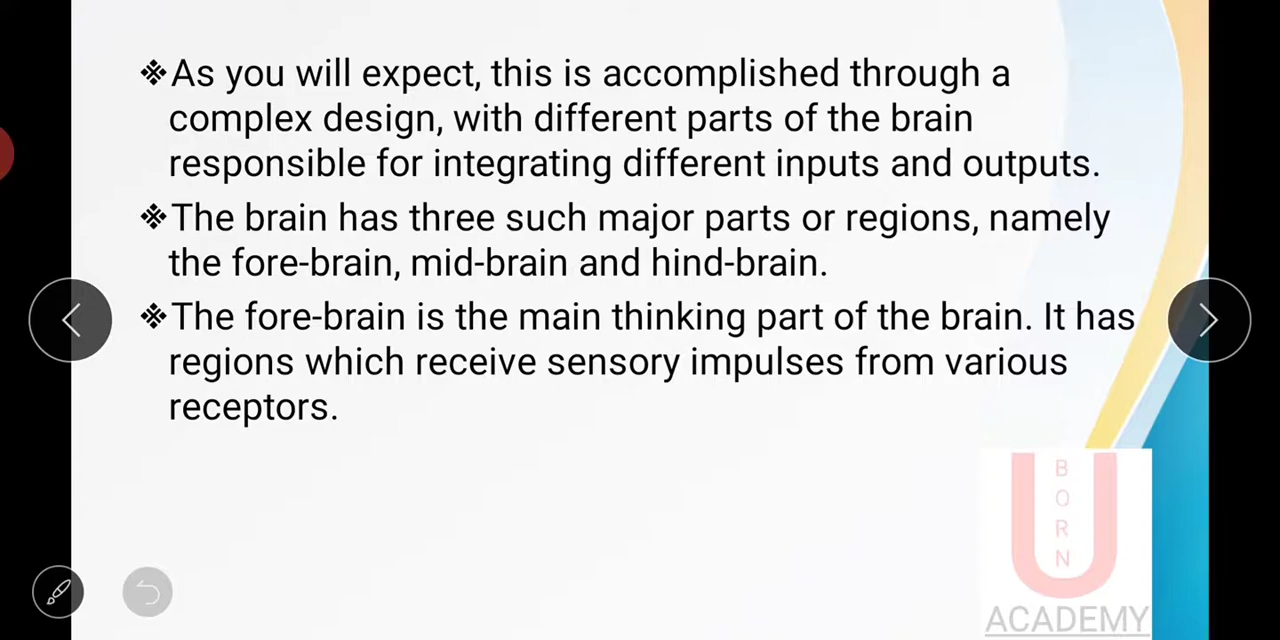 ❖As you will expect, this is accomplished through a
complex design, with different parts of the brain
responsible for integrating different inputs and outputs.
❖The brain has three such major parts or regions, namely
the fore-brain, mid-brain and hind-brain.
❖The fore-brain is the main thinking part of the brain. It has
regions which receive sensory impulses from various
receptors.
U
B
O
R
N
ACADEMY